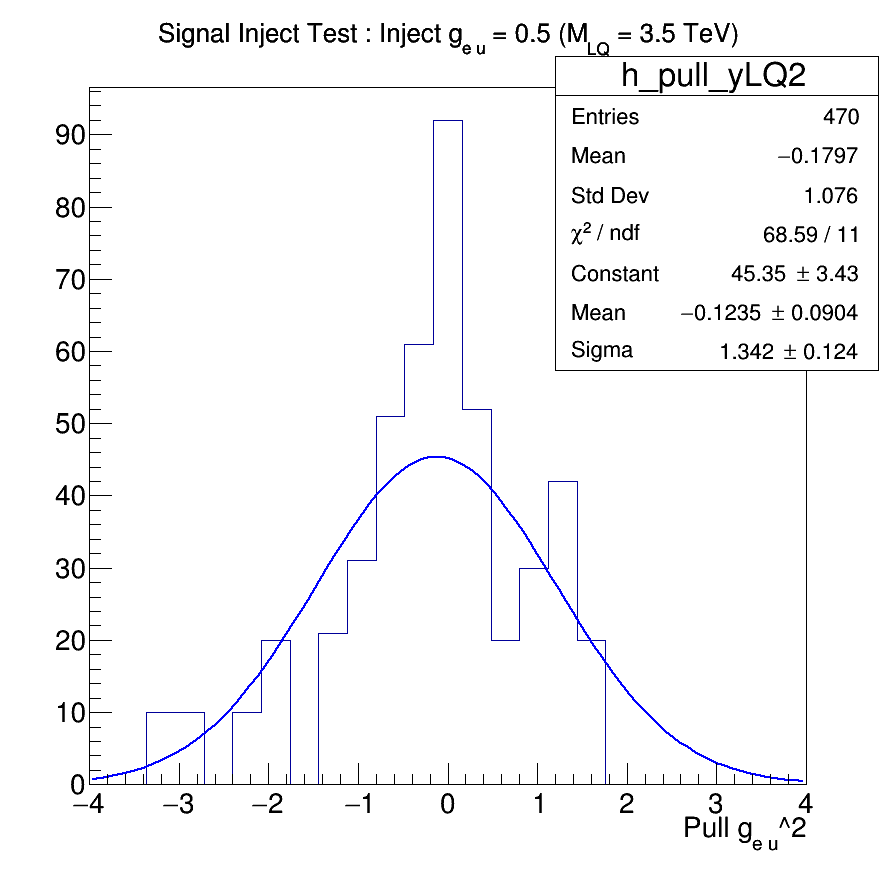 Signal Inject Test : Inject g_e u = 0.5 (M_LQ = 3.5 TeV)
h_pull_yLQ2
Entries 470
Mean −0.1797
Std Dev 1.076
χ² / ndf 68.59 / 11
Constant 45.35 ± 3.43
Mean −0.1235 ± 0.0904
Sigma 1.342 ± 0.124
90
80
70
60
50
40
30
20
10
0
−4 −3 −2 −1 0 1 2 3 4
Pull g_e u^2